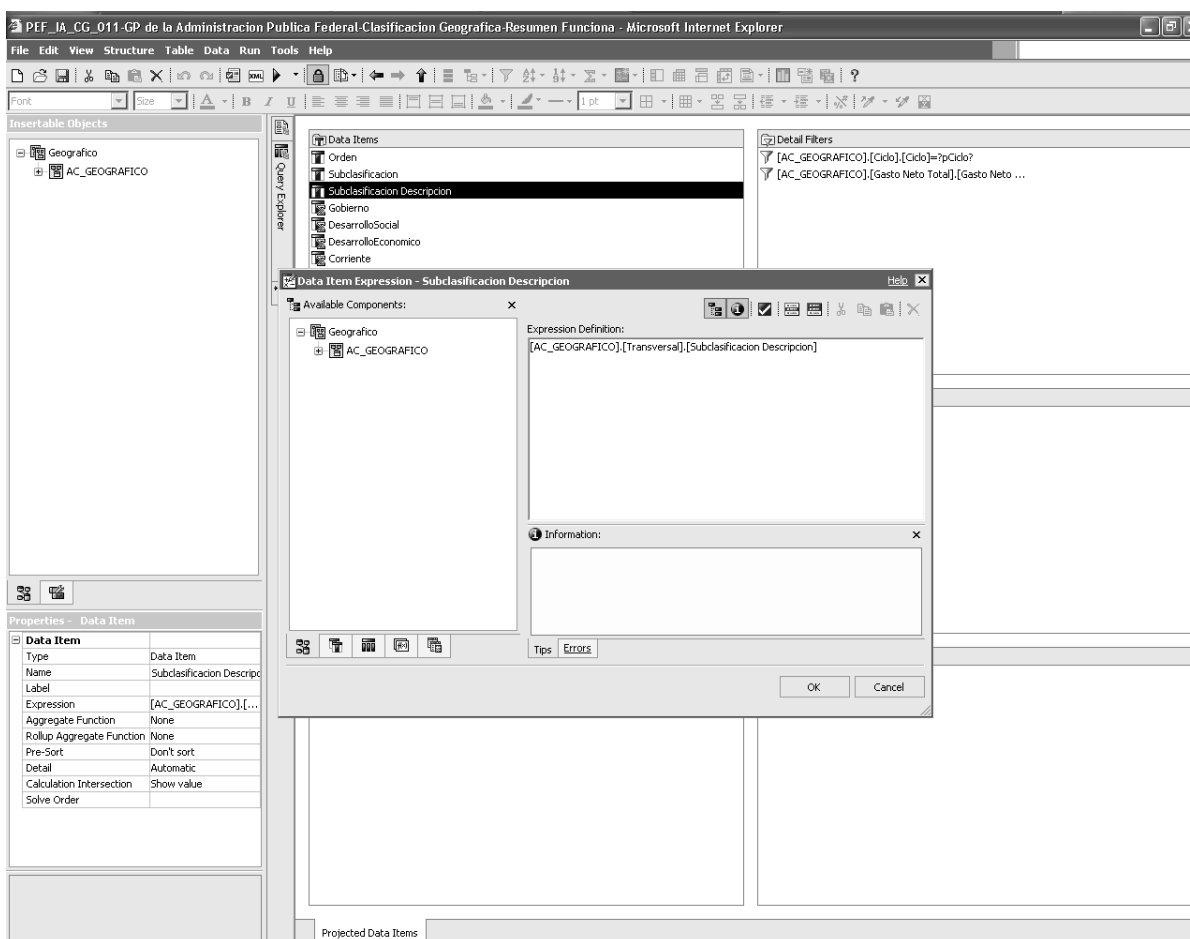 PEF_IA_CG_011-GP de la Administracion Publica Federal-Clasificacion Geografica-Resumen Funciona - Microsoft Internet Explorer
File Edit View Structure Table Data Run Tools Help
Font Size A B I U 1 pt
Insertable Objects
Geografico
AC_GEOGRAFICO
Query Explorer
Data Items
Orden
Subclasificacion
Subclasificacion Descripcion
Gobierno
DesarrolloSocial
DesarrolloEconomico
Corriente
Detail Filters
[AC_GEOGRAFICO].[Ciclo].[Ciclo]=?pCiclo?
[AC_GEOGRAFICO].[Gasto Neto Total].[Gasto Neto ...
Data Item Expression - Subclasificacion Descripcion Help
Available Components:
Geografico
AC_GEOGRAFICO
Expression Definition:
[AC_GEOGRAFICO].[Transversal].[Subclasificacion Descripcion]
Information:
Tips Errors
OK Cancel
Properties - Data Item
Data Item
Type Data Item
Name Subclasificacion Descripc
Label
Expression [AC_GEOGRAFICO].[...
Aggregate Function None
Rollup Aggregate Function None
Pre-Sort Don't sort
Detail Automatic
Calculation Intersection Show value
Solve Order
Projected Data Items